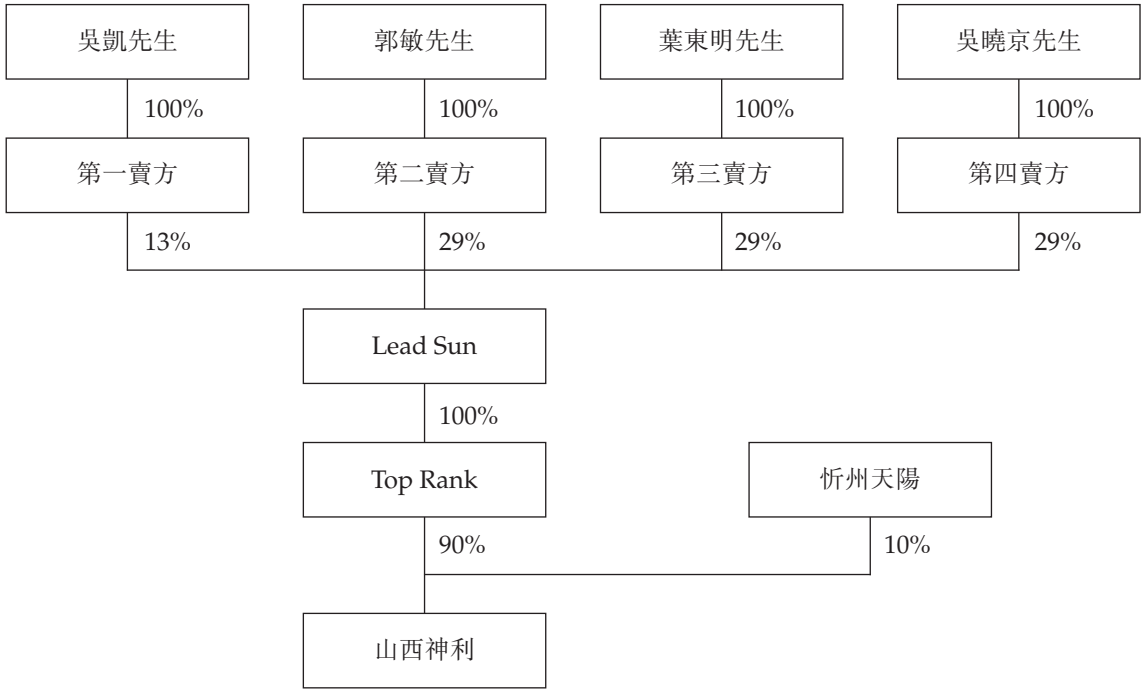 吳凱先生
郭敏先生
葉東明先生
吳曉京先生
100%
100%
100%
100%
第一賣方
第二賣方
第三賣方
第四賣方
13%
29%
29%
29%
Lead Sun
100%
Top Rank
忻州天陽
90%
10%
山西神利